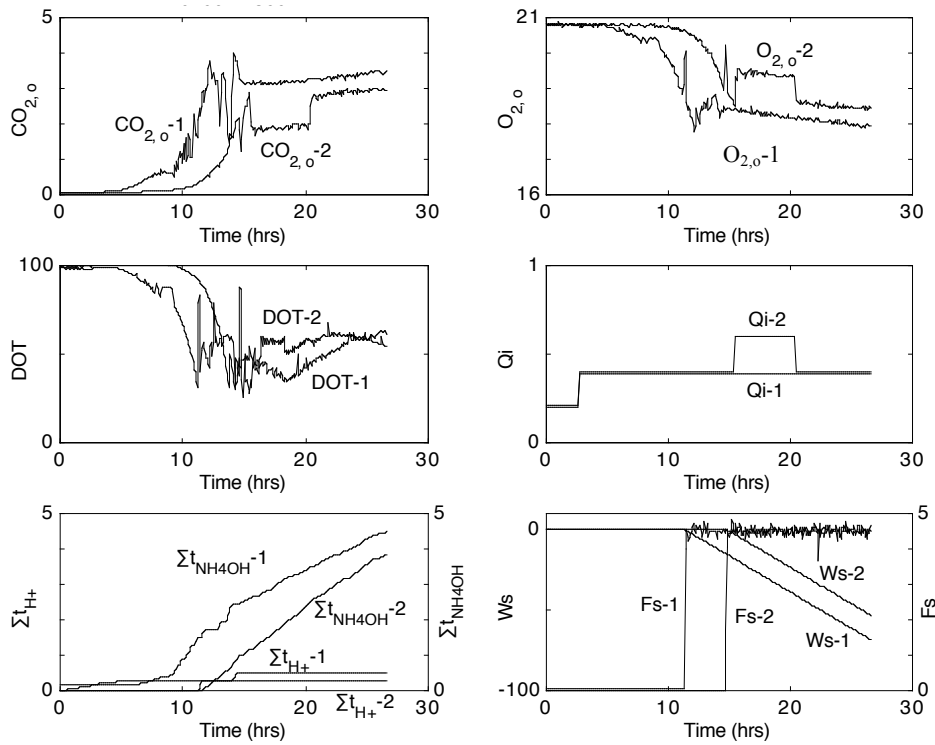 5
CO2, o
0
CO2, o-1
CO2, o-2
0 10 20 30
Time (hrs)
21
O2, o
16
O2, o-2
O2,o-1
0 10 20 30
Time (hrs)
100
DOT
0
DOT-2
DOT-1
0 10 20 30
Time (hrs)
1
Qi
0
Qi-2
Qi-1
0 10 20 30
Time (hrs)
5 5
ΣtH+
ΣtNH4OH
0 0
ΣtNH4OH-1
ΣtNH4OH-2
ΣtH+-1
ΣtH+-2
0 10 20 30
Time (hrs)
0 5
Ws
Fs
-100 0
Ws-2
Fs-1
Fs-2
Ws-1
0 10 20 30
Time (hrs)